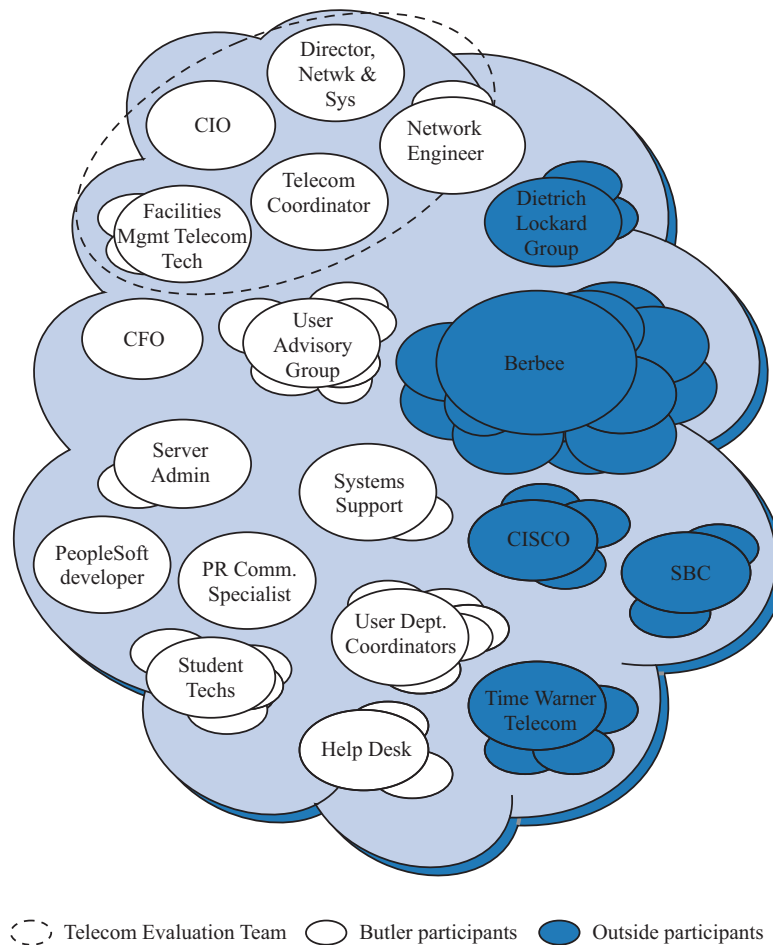 Director,
Netwk &
Sys
CIO
Network
Engineer
Telecom
Coordinator
Facilities
Mgmt Telecom
Tech
Dietrich
Lockard
Group
CFO
User
Advisory
Group
Berbee
Server
Admin
Systems
Support
CISCO
SBC
PeopleSoft
developer
PR Comm.
Specialist
User Dept.
Coordinators
Student
Techs
Time Warner
Telecom
Help Desk
Telecom Evaluation Team
Butler participants
Outside participants